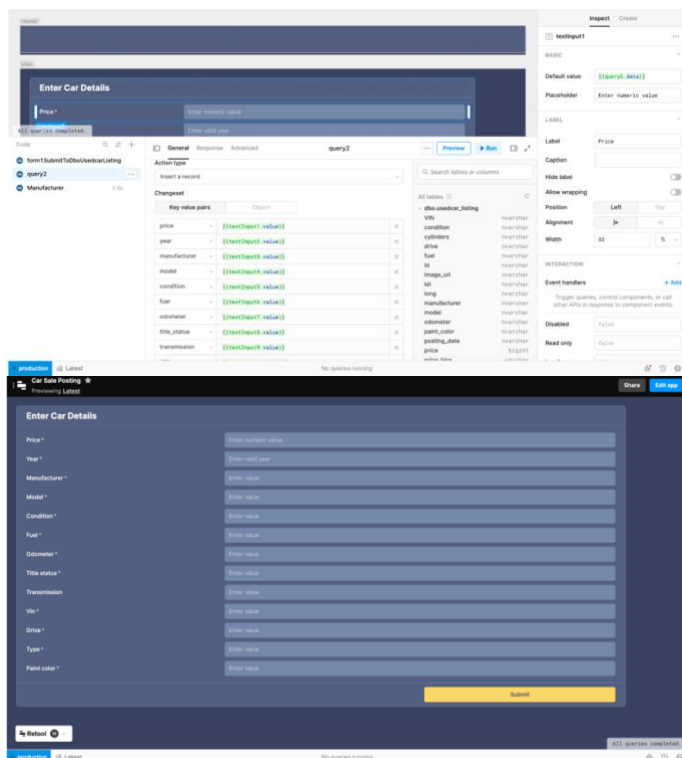 Header
Main
Enter Car Details
Price *
Enter numeric value
Enter valid year
All queries completed.
Inspect Create
textInput1
BASIC
Default value {{query2.data}}
Placeholder Enter numeric value
LABEL
Label Price
Caption
Hide label
Allow wrapping
Position Left Top
Alignment
Width 33 %
INTERACTION
Event handlers + Add
Trigger queries, control components, or call
other APIs in response to component events.
Disabled false
Read only false
Code
form1SubmitToDboUsedcarListing
query2
Manufacturer
General Response Advanced query2 Preview Run
Action type
Insert a record
Changeset
Key value pairs Object
price {{textInput1.value}}
year {{textInput2.value}}
manufacturer {{textInput3.value}}
model {{textInput4.value}}
condition {{textInput5.value}}
fuel {{textInput6.value}}
odometer {{textInput7.value}}
title_status {{textInput8.value}}
transmission {{textInput9.value}}
Search tables or columns
All tables
dbo.usedcar_listing
VIN nvarchar
condition nvarchar
cylinders nvarchar
drive nvarchar
fuel nvarchar
id nvarchar
image_url nvarchar
lat nvarchar
long nvarchar
manufacturer nvarchar
model nvarchar
odometer nvarchar
paint_color nvarchar
posting_date nvarchar
price bigint
production Latest No queries running
Car Sale Posting
Previewing Latest
Share Edit app
Enter Car Details
Price * Enter numeric value
Year * Enter valid year
Manufacturer * Enter value
Model * Enter value
Condition * Enter value
Fuel * Enter value
Odometer * Enter value
Title status * Enter value
Transmission Enter value
Vin * Enter value
Drive * Enter value
Type * Enter value
Paint color * Enter value
Submit
Retool
All queries completed.
production Latest No queries running